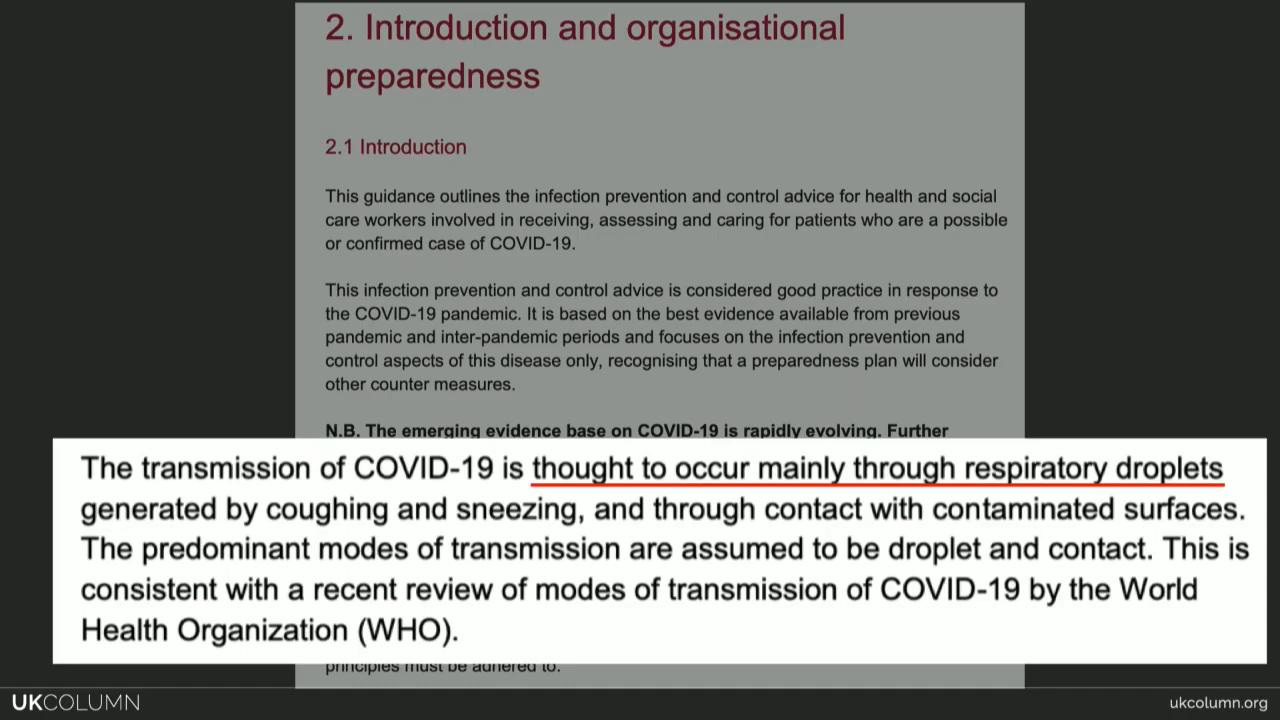 2. Introduction and organisational
preparedness
2.1 Introduction
This guidance outlines the infection prevention and control advice for health and social
care workers involved in receiving, assessing and caring for patients who are a possible
or confirmed case of COVID-19.
This infection prevention and control advice is considered good practice in response to
the COVID-19 pandemic. It is based on the best evidence available from previous
pandemic and inter-pandemic periods and focuses on the infection prevention and
control aspects of this disease only, recognising that a preparedness plan will consider
other counter measures.
N.B. The emerging evidence base on COVID-19 is rapidly evolving. Further
The transmission of COVID-19 is thought to occur mainly through respiratory droplets
generated by coughing and sneezing, and through contact with contaminated surfaces.
The predominant modes of transmission are assumed to be droplet and contact. This is
consistent with a recent review of modes of transmission of COVID-19 by the World
Health Organization (WHO).
principles must be adhered to.
UKCOLUMN
ukcolumn.org